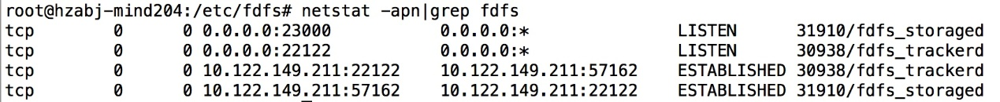 root@hzabj-mind204:/etc/fdfs# netstat -apn|grep fdfs
tcp        0      0 0.0.0.0:23000           0.0.0.0:*               LISTEN      31910/fdfs_storaged
tcp        0      0 0.0.0.0:22122           0.0.0.0:*               LISTEN      30938/fdfs_trackerd
tcp        0      0 10.122.149.211:22122    10.122.149.211:57162    ESTABLISHED 30938/fdfs_trackerd
tcp        0      0 10.122.149.211:57162    10.122.149.211:22122    ESTABLISHED 31910/fdfs_storaged